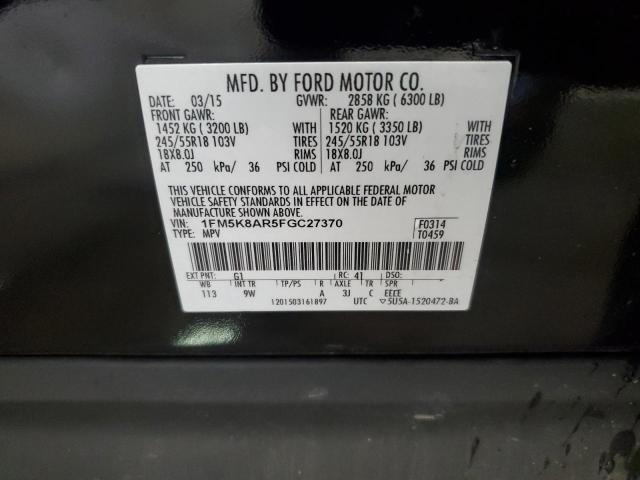 MFD. BY FORD MOTOR CO.
DATE: 03/15 GVWR: 2858 KG ( 6300 LB)
FRONT GAWR: REAR GAWR:
1452 KG ( 3200 LB) WITH 1520 KG ( 3350 LB) WITH
245/55R18 103V TIRES 245/55R18 103V TIRES
18X8.0J RIMS 18X8.0J RIMS
AT 250 kPa/ 36 PSI COLD AT 250 kPa/ 36 PSI COLD
THIS VEHICLE CONFORMS TO ALL APPLICABLE FEDERAL MOTOR
VEHICLE SAFETY STANDARDS IN EFFECT ON THE DATE OF
MANUFACTURE SHOWN ABOVE.
VIN: 1FM5K8AR5FGC27370 F0314
TYPE: MPV T0459
EXT PNT: G1 RC: 41 DSO:
WB INT TR TP/PS R AXLE TR SPR
113 9W A 3J C EECE
1201503161897 UTC ▽5U5A-1520472-BA